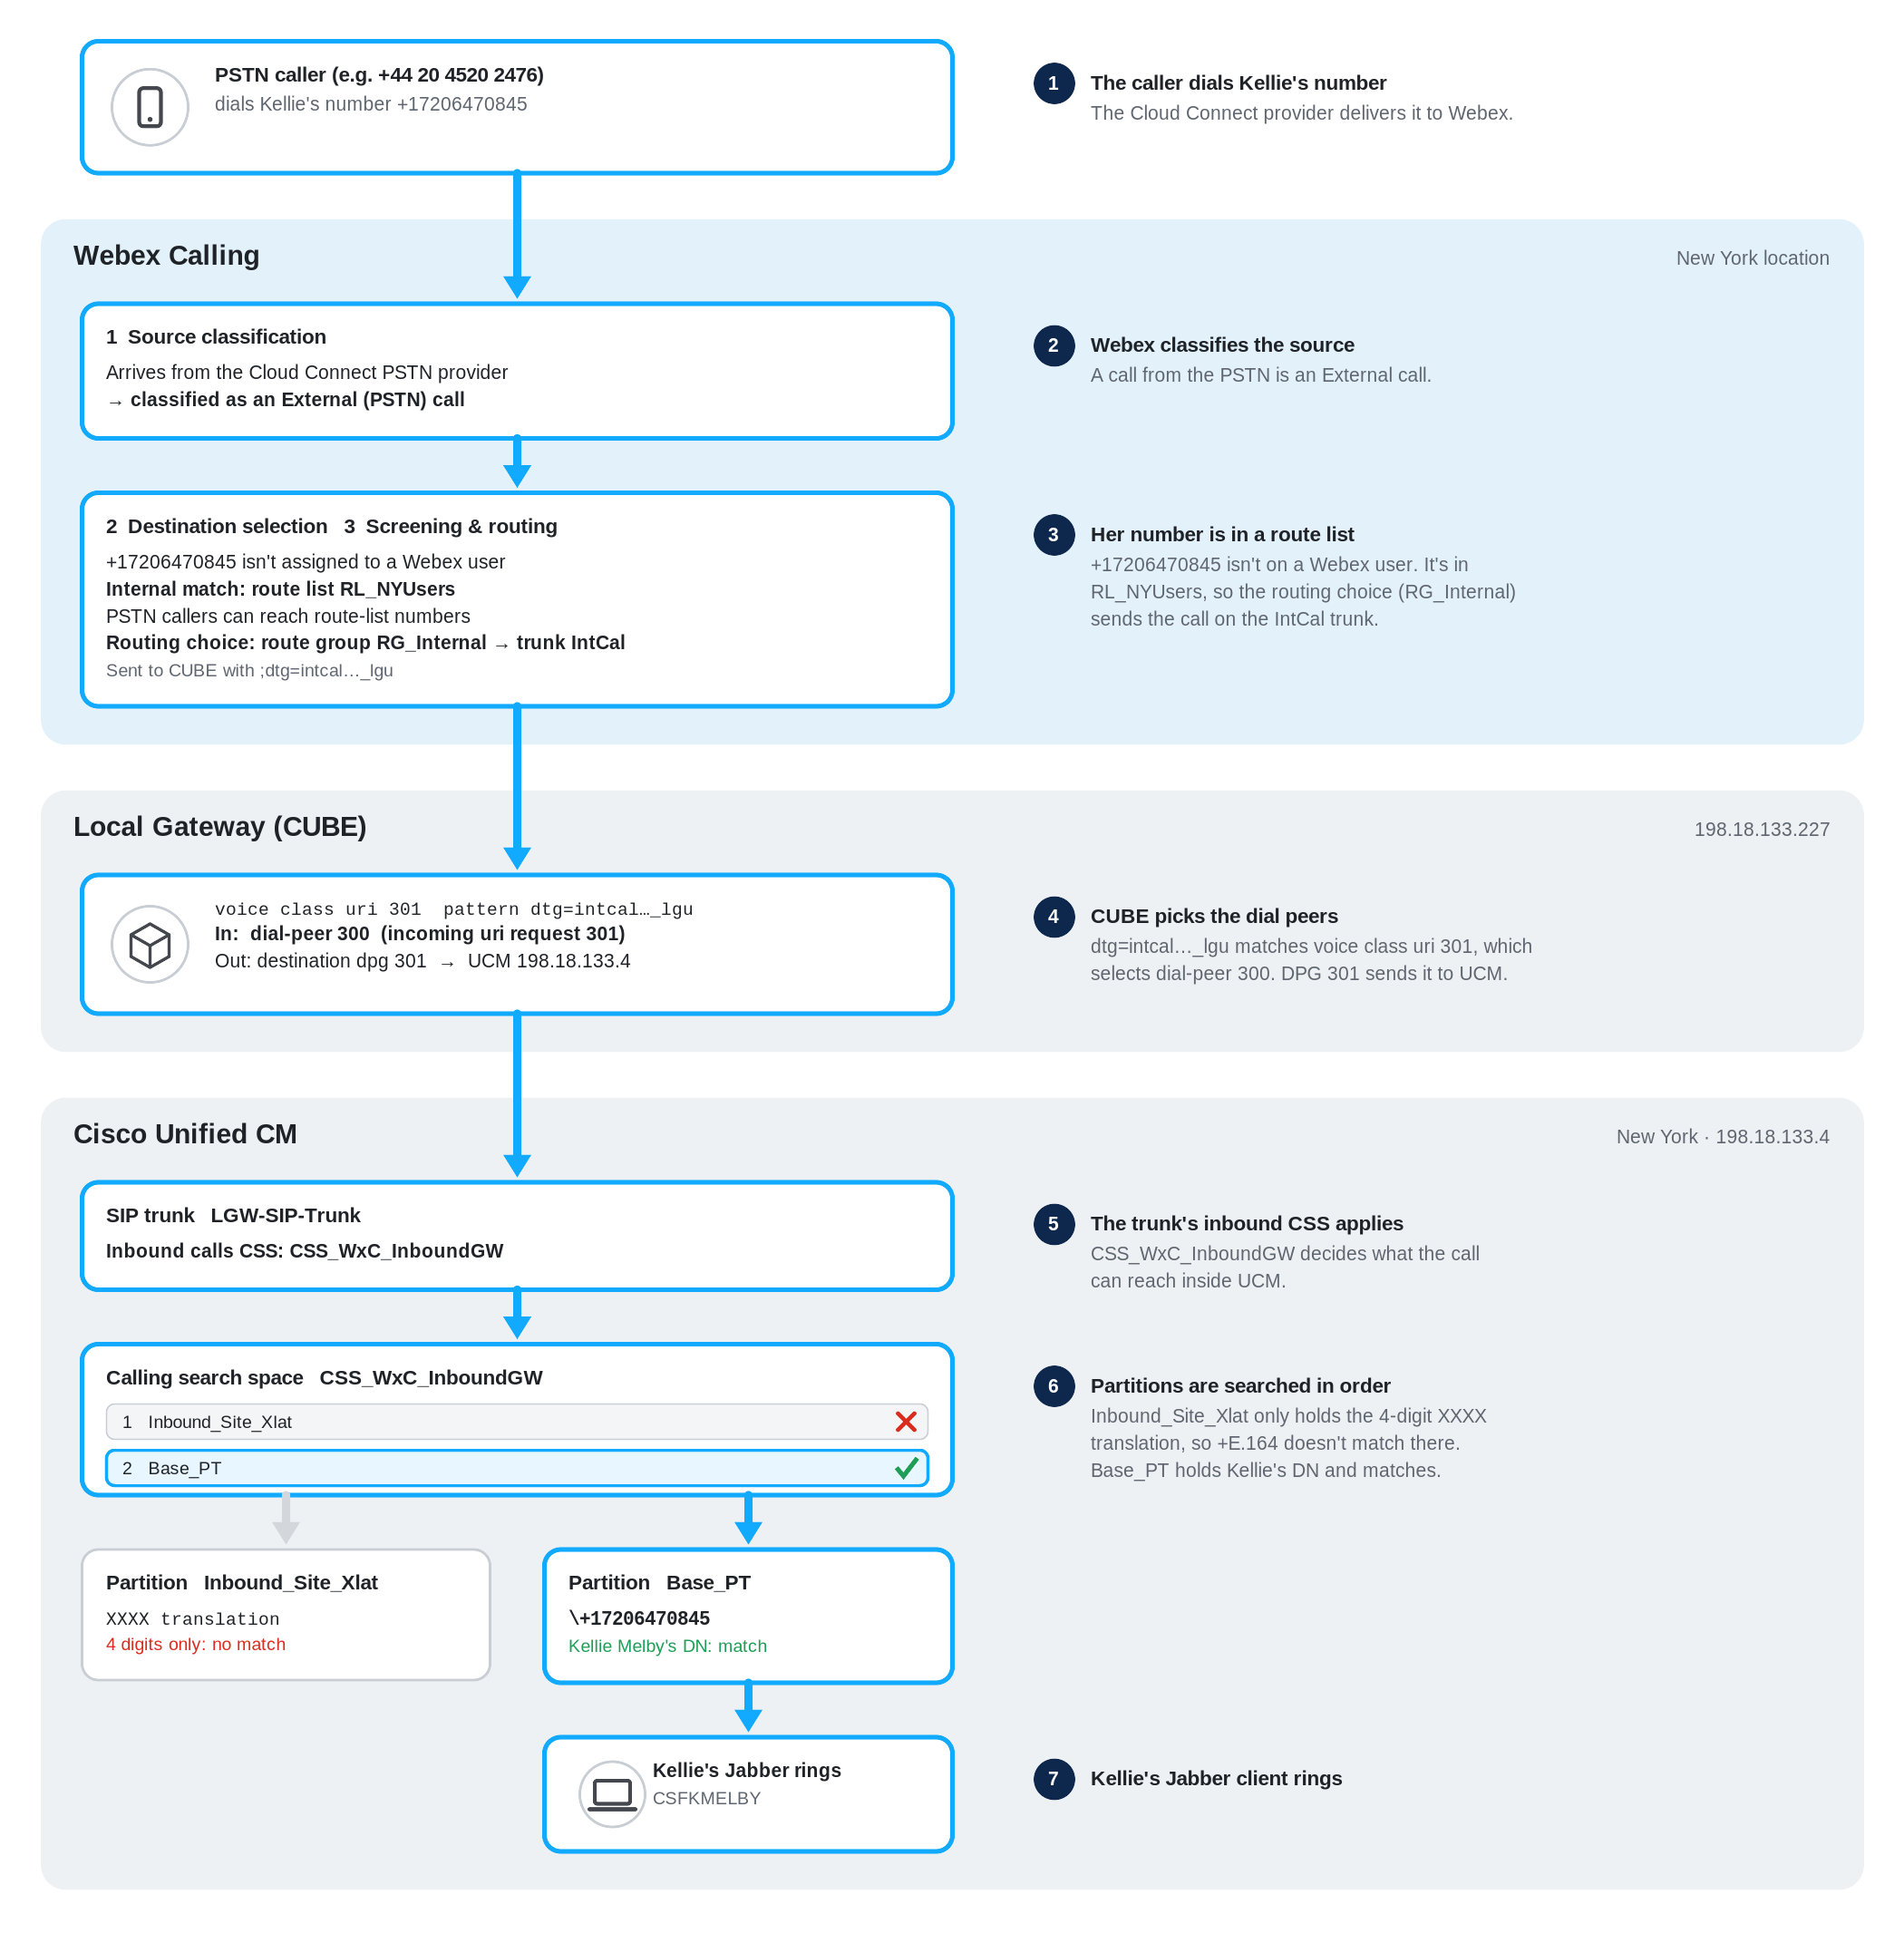 PSTN caller (e.g. +44 20 4520 2476)
dials Kellie's number +17206470845
1 The caller dials Kellie's number
The Cloud Connect provider delivers it to Webex.
Webex Calling
New York location
1 Source classification
Arrives from the Cloud Connect PSTN provider
→ classified as an External (PSTN) call
2 Webex classifies the source
A call from the PSTN is an External call.
2 Destination selection 3 Screening & routing
+17206470845 isn't assigned to a Webex user
Internal match: route list RL_NYUsers
PSTN callers can reach route-list numbers
Routing choice: route group RG_Internal → trunk IntCal
Sent to CUBE with ;dtg=intcal…_lgu
3 Her number is in a route list
+17206470845 isn't on a Webex user. It's in
RL_NYUsers, so the routing choice (RG_Internal)
sends the call on the IntCal trunk.
Local Gateway (CUBE)
198.18.133.227
voice class uri 301 pattern dtg=intcal…_lgu
In: dial-peer 300 (incoming uri request 301)
Out: destination dpg 301 → UCM 198.18.133.4
4 CUBE picks the dial peers
dtg=intcal…_lgu matches voice class uri 301, which
selects dial-peer 300. DPG 301 sends it to UCM.
Cisco Unified CM
New York · 198.18.133.4
SIP trunk LGW-SIP-Trunk
Inbound calls CSS: CSS_WxC_InboundGW
5 The trunk's inbound CSS applies
CSS_WxC_InboundGW decides what the call
can reach inside UCM.
Calling search space CSS_WxC_InboundGW
1 Inbound_Site_Xlat
2 Base_PT
6 Partitions are searched in order
Inbound_Site_Xlat only holds the 4-digit XXXX
translation, so +E.164 doesn't match there.
Base_PT holds Kellie's DN and matches.
Partition Inbound_Site_Xlat
XXXX translation
4 digits only: no match
Partition Base_PT
\+17206470845
Kellie Melby's DN: match
Kellie's Jabber rings
CSFKMELBY
7 Kellie's Jabber client rings